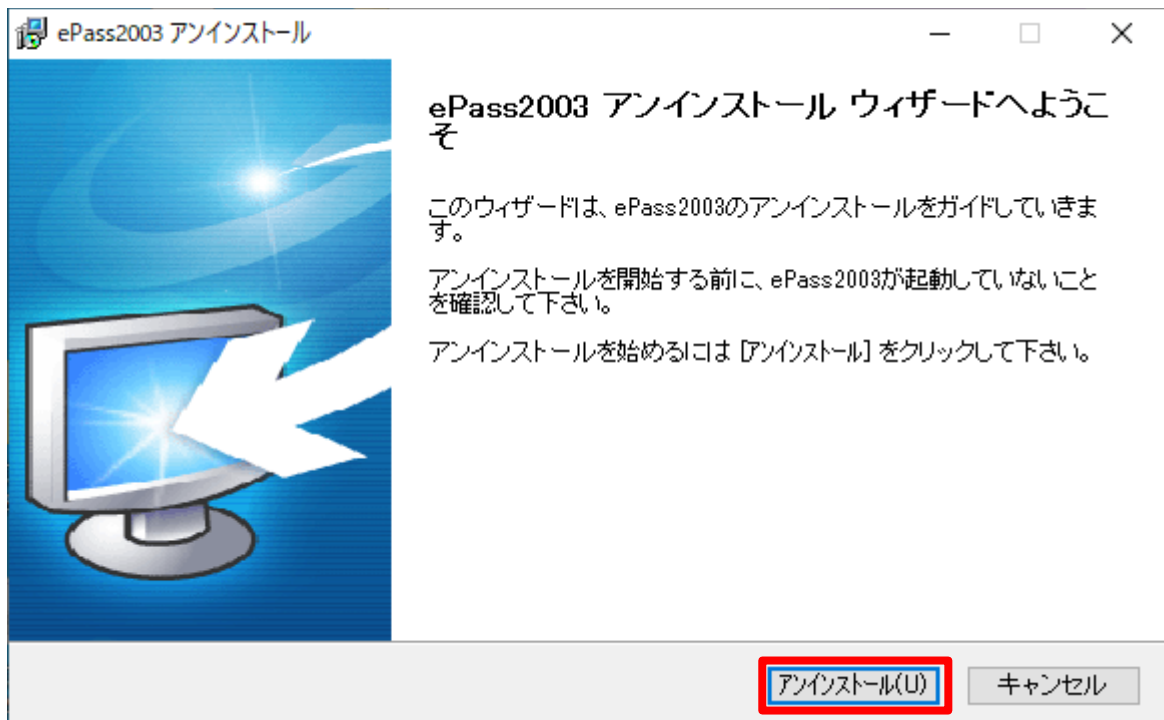 ePass2003 アンインストール
ePass2003 アンインストール ウィザードへようこ
そ
このウィザードは、ePass2003のアンインストールをガイドしていきま
す。
アンインストールを開始する前に、ePass2003が起動していないこと
を確認して下さい。
アンインストールを始めるには [アンインストール] をクリックして下さい。
アンインストール(U)
キャンセル